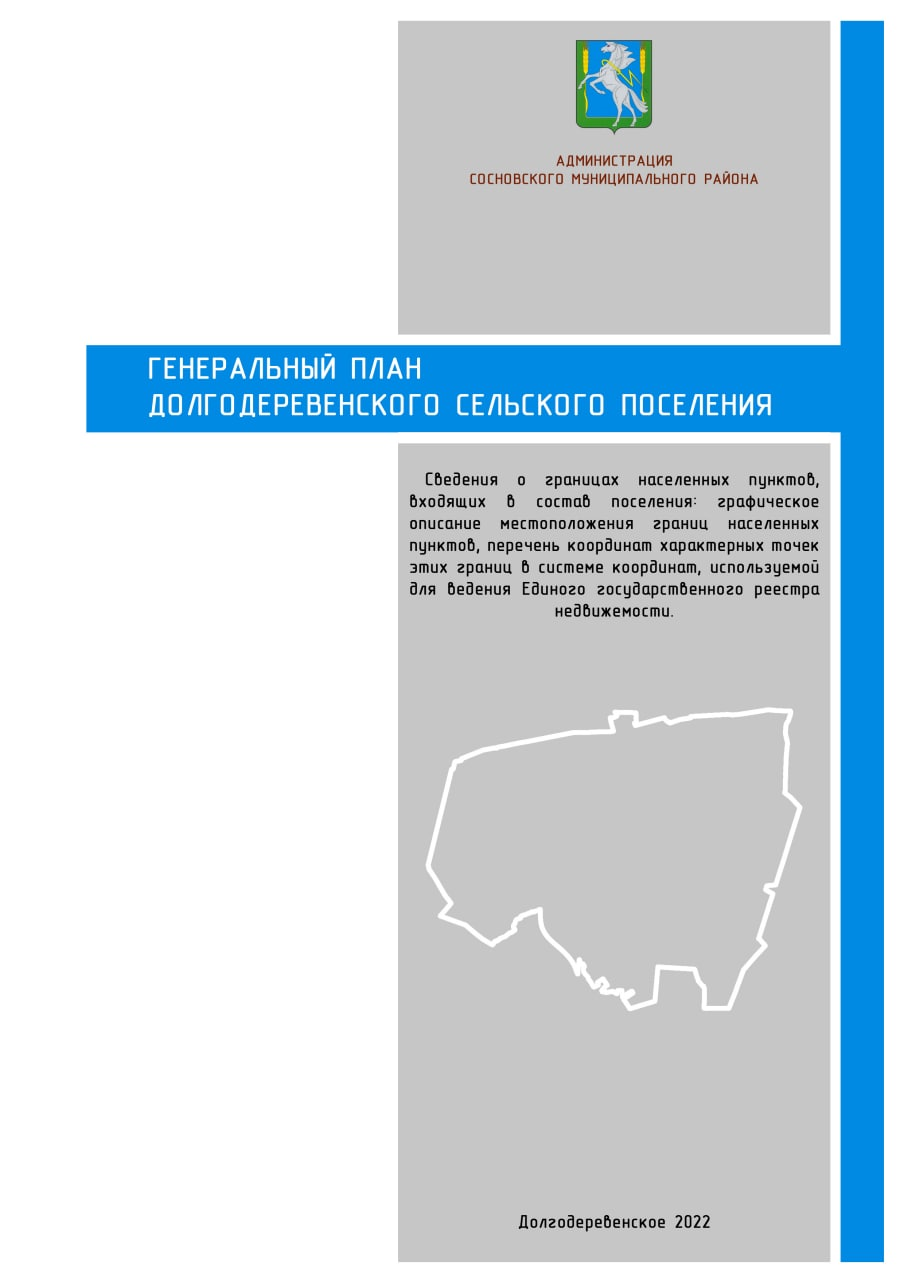 АДМИНИСТРАЦИЯ
СОСНОВСКОГО МУНИЦИПАЛЬНОГО РАЙОНА
ГЕНЕРАЛЬНЫЙ ПЛАН
ДОЛГОДЕРЕВЕНСКОГО СЕЛЬСКОГО ПОСЕЛЕНИЯ
Сведения о границах населенных пунктов,
входящих в состав поселения: графическое
описание местоположения границ населенных
пунктов, перечень координат характерных точек
этих границ в системе координат, используемой
для ведения Единого государственного реестра
недвижемости.
Долгодеревенское 2022